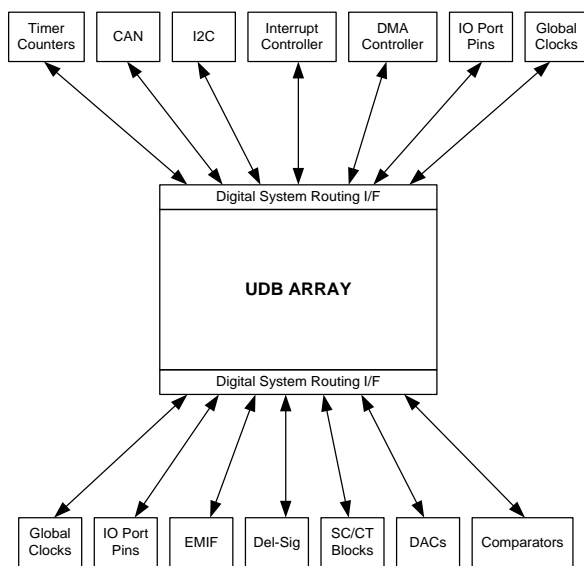 Timer
Counters
CAN
I2C
Interrupt
Controller
DMA
Controller
IO Port
Pins
Global
Clocks
Digital System Routing I/F
UDB ARRAY
Digital System Routing I/F
Global
Clocks
IO Port
Pins
EMIF
Del-Sig
SC/CT
Blocks
DACs
Comparators